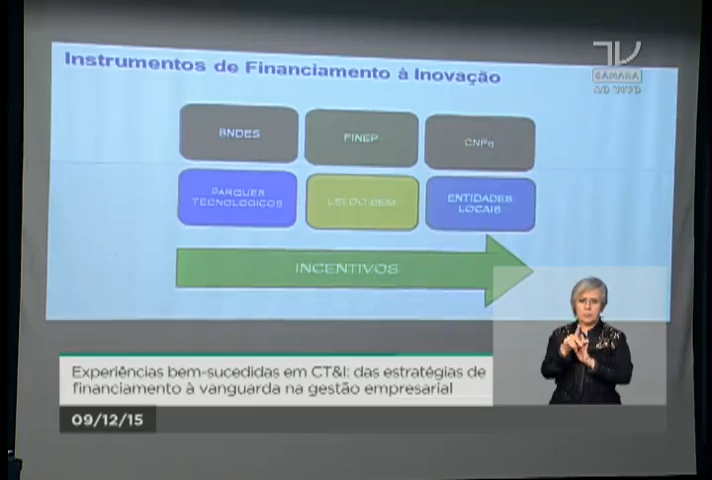 Instrumentos de Financiamento à Inovação
TV
CÂMARA
AO VIVO
BNDES
FINEP
CNPq
PARQUES
TECNOLÓGICOS
LEI DO BEM
ENTIDADES
LOCAIS
INCENTIVOS
Experiências bem-sucedidas em CT&I: das estratégias de
financiamento à vanguarda na gestão empresarial
09/12/15